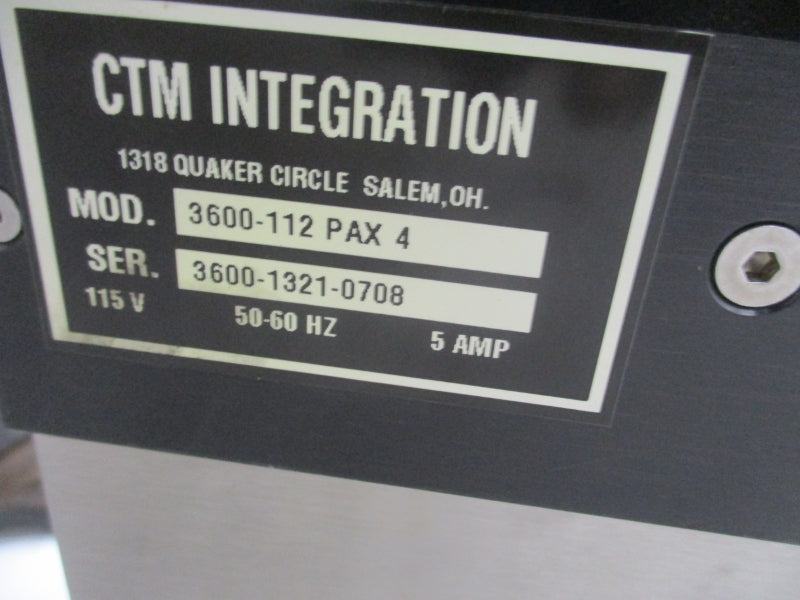 CTM INTEGRATION
1318 QUAKER CIRCLE SALEM,OH.
MOD. 3600-112 PAX 4
SER. 3600-1321-0708
115 V 50-60 HZ 5 AMP